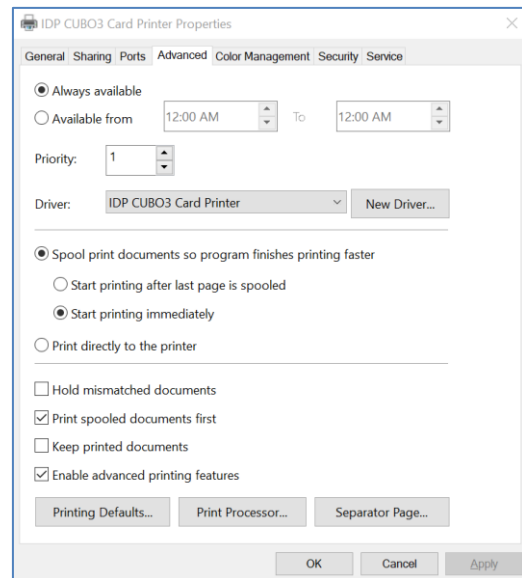 IDP CUBO3 Card Printer Properties
General Sharing Ports Advanced Color Management Security Service
Always available
Available from 12:00 AM To 12:00 AM
Priority: 1
Driver: IDP CUBO3 Card Printer New Driver...
Spool print documents so program finishes printing faster
Start printing after last page is spooled
Start printing immediately
Print directly to the printer
Hold mismatched documents
Print spooled documents first
Keep printed documents
Enable advanced printing features
Printing Defaults... Print Processor... Separator Page...
OK Cancel Apply